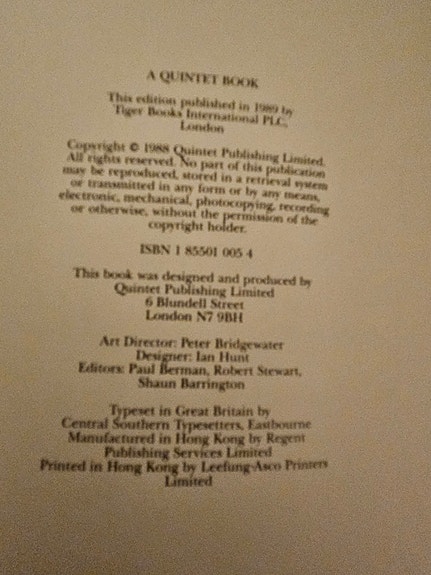 A QUINTET BOOK
This edition published in 1989 by
Tiger Books International PLC,
London
Copyright © 1988 Quintet Publishing Limited.
All rights reserved. No part of this publication
may be reproduced, stored in a retrieval system
or transmitted in any form or by any means,
electronic, mechanical, photocopying, recording
or otherwise, without the permission of the
copyright holder.
ISBN 1 85501 005 4
This book was designed and produced by
Quintet Publishing Limited
6 Blundell Street
London N7 9BH
Art Director: Peter Bridgewater
Designer: Ian Hunt
Editors: Paul Berman, Robert Stewart,
Shaun Barrington
Typeset in Great Britain by
Central Southern Typesetters, Eastbourne
Manufactured in Hong Kong by Regent
Publishing Services Limited
Printed in Hong Kong by Leefung-Asco Printers
Limited